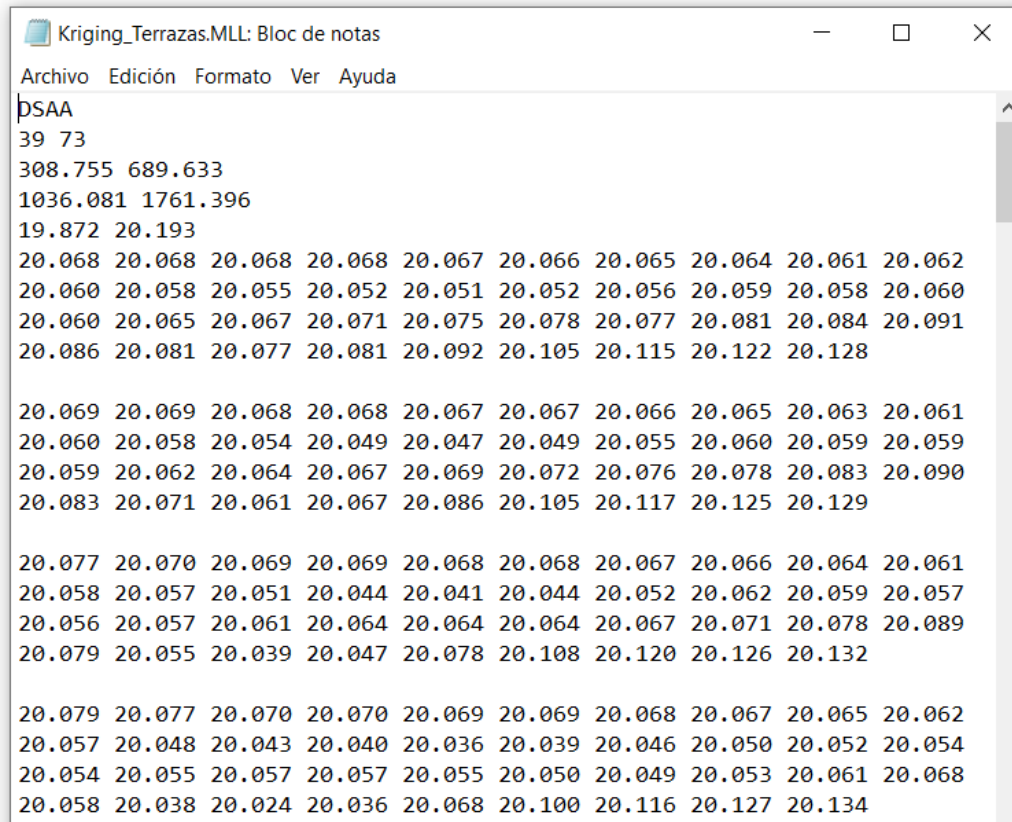 Kriging_Terrazas.MLL: Bloc de notas
Archivo Edición Formato Ver Ayuda
DSAA
39 73
308.755 689.633
1036.081 1761.396
19.872 20.193
20.068 20.068 20.068 20.068 20.067 20.066 20.065 20.064 20.061 20.062
20.060 20.058 20.055 20.052 20.051 20.052 20.056 20.059 20.058 20.060
20.060 20.065 20.067 20.071 20.075 20.078 20.077 20.081 20.084 20.091
20.086 20.081 20.077 20.081 20.092 20.105 20.115 20.122 20.128

20.069 20.069 20.068 20.068 20.067 20.067 20.066 20.065 20.063 20.061
20.060 20.058 20.054 20.049 20.047 20.049 20.055 20.060 20.059 20.059
20.059 20.062 20.064 20.067 20.069 20.072 20.076 20.078 20.083 20.090
20.083 20.071 20.061 20.067 20.086 20.105 20.117 20.125 20.129

20.077 20.070 20.069 20.069 20.068 20.068 20.067 20.066 20.064 20.061
20.058 20.057 20.051 20.044 20.041 20.044 20.052 20.062 20.059 20.057
20.056 20.057 20.061 20.064 20.064 20.064 20.067 20.071 20.078 20.089
20.079 20.055 20.039 20.047 20.078 20.108 20.120 20.126 20.132

20.079 20.077 20.070 20.070 20.069 20.069 20.068 20.067 20.065 20.062
20.057 20.048 20.043 20.040 20.036 20.039 20.046 20.050 20.052 20.054
20.054 20.055 20.057 20.057 20.055 20.050 20.049 20.053 20.061 20.068
20.058 20.038 20.024 20.036 20.068 20.100 20.116 20.127 20.134